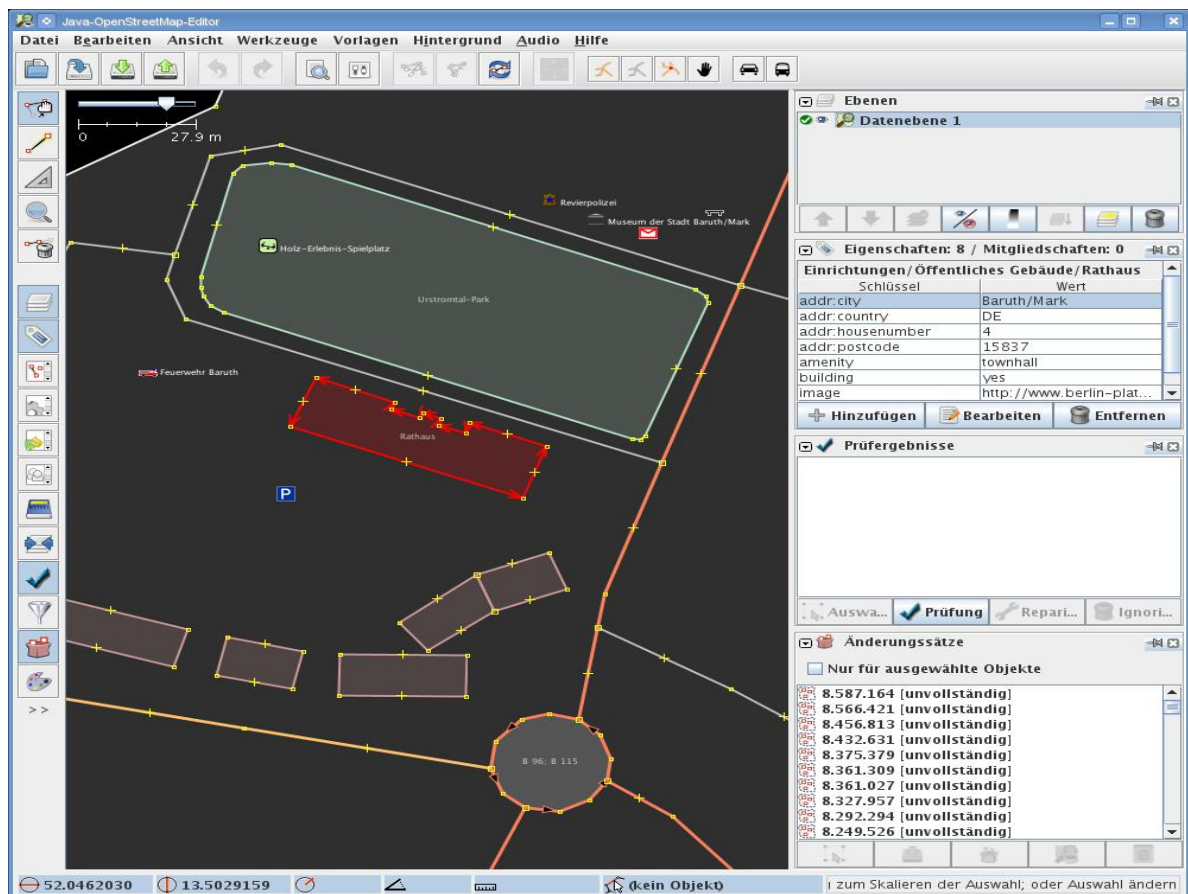 Java-OpenStreetMap-Editor
Datei Bearbeiten Ansicht Werkzeuge Vorlagen Hintergrund Audio Hilfe
0 27.9 m
Revierpolizei
Museum der Stadt Baruth/Mark
Holz-Erlebnis-Spielplatz
Urstromtal-Park
Feuerwehr Baruth
Rathaus
P
B 96; B 115
>>
Ebenen
Datenebene 1
Eigenschaften: 8 / Mitgliedschaften: 0
Einrichtungen/Öffentliches Gebäude/Rathaus
Schlüssel Wert
addr:city Baruth/Mark
addr:country DE
addr:housenumber 4
addr:postcode 15837
amenity townhall
building yes
image http://www.berlin-plat...
Hinzufügen Bearbeiten Entfernen
Prüfergebnisse
Auswa... Prüfung Repari... Ignori...
Änderungssätze
Nur für ausgewählte Objekte
8.587.164 [unvollständig]
8.566.421 [unvollständig]
8.456.813 [unvollständig]
8.432.631 [unvollständig]
8.375.379 [unvollständig]
8.361.309 [unvollständig]
8.361.027 [unvollständig]
8.327.957 [unvollständig]
8.292.294 [unvollständig]
8.249.526 [unvollständig]
52.0462030 13.5029159 (kein Objekt) zum Skalieren der Auswahl; oder Auswahl ändern